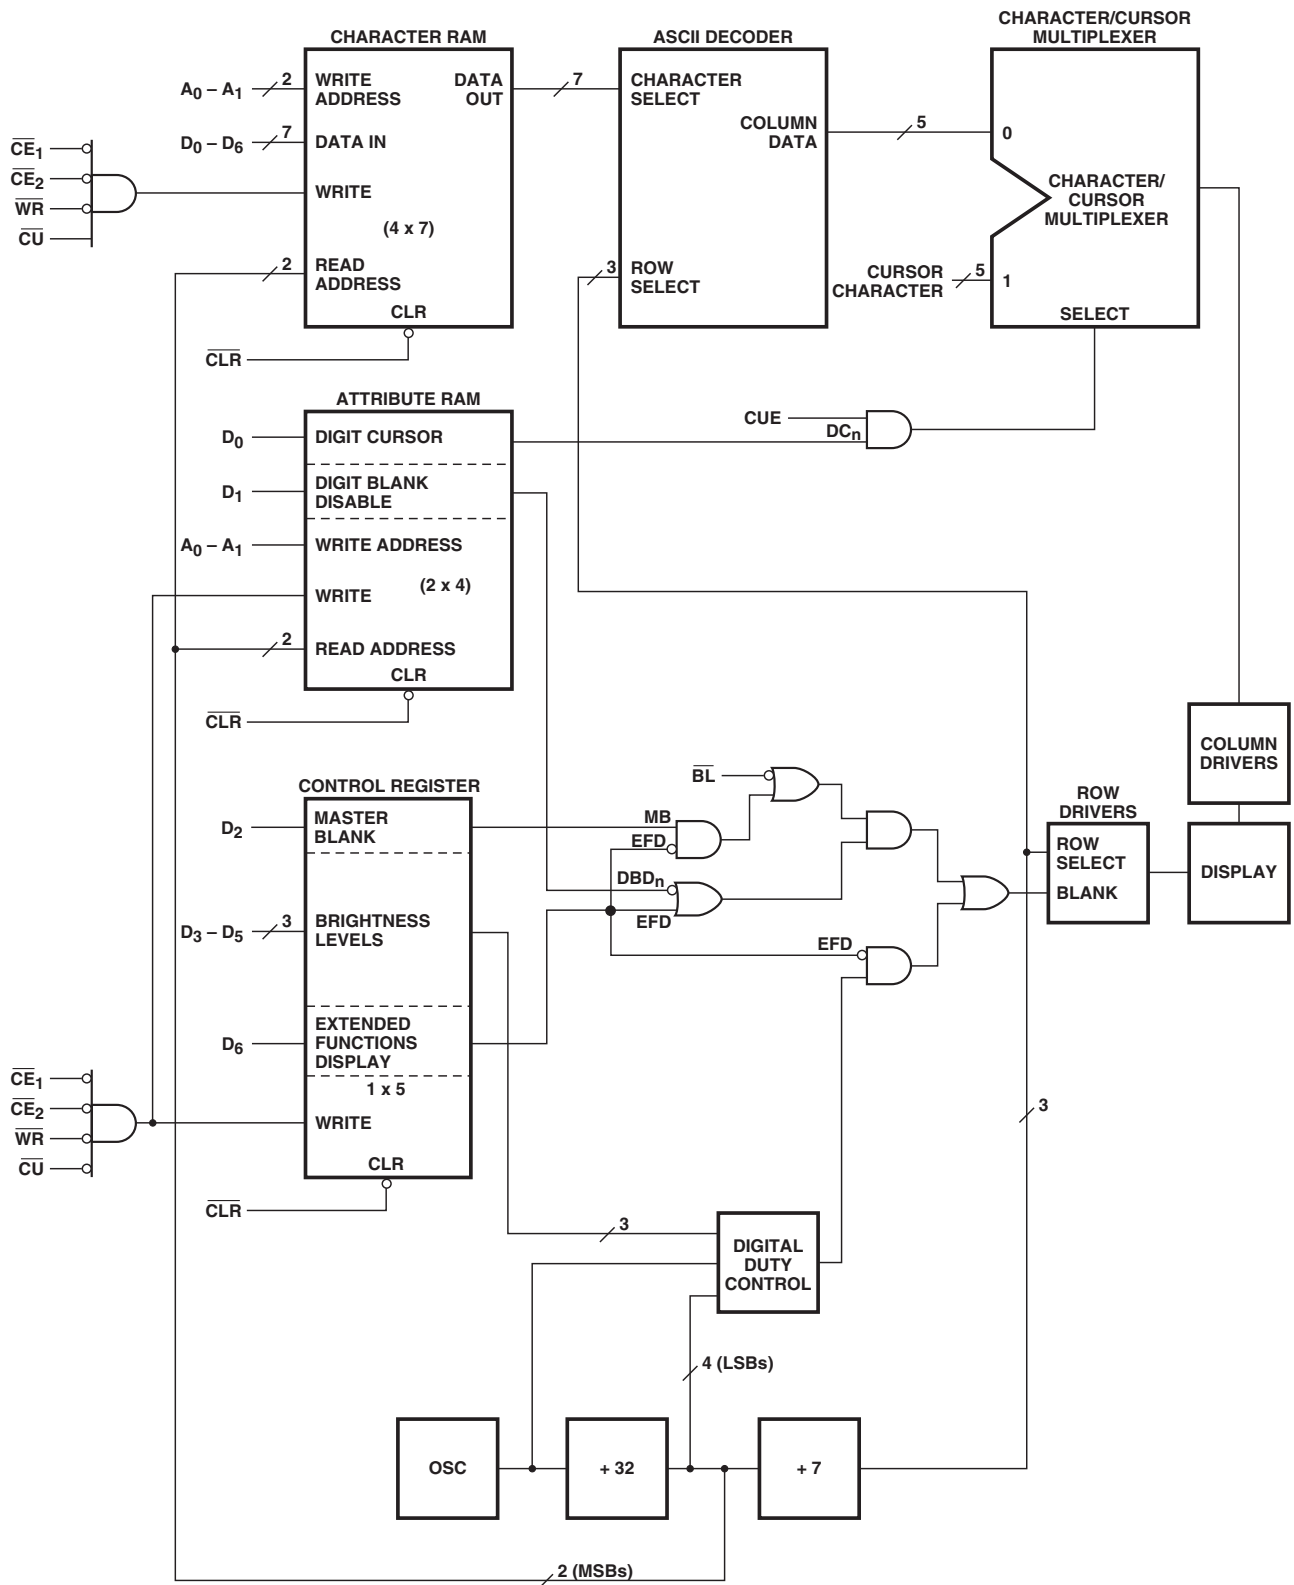 CHARACTER RAM
A0 – A1
2
WRITE
ADDRESS
DATA
OUT
7
D0 – D6
7
DATA IN
CE1
CE2
WR
CU
WRITE
(4 x 7)
2
READ
ADDRESS
CLR
CLR
ASCII DECODER
CHARACTER
SELECT
COLUMN
DATA
5
3
ROW
SELECT
CHARACTER/CURSOR
MULTIPLEXER
0
CHARACTER/
CURSOR
MULTIPLEXER
CURSOR
CHARACTER
5
1
SELECT
ATTRIBUTE RAM
D0
DIGIT CURSOR
D1
DIGIT BLANK
DISABLE
A0 – A1
WRITE ADDRESS
(2 x 4)
WRITE
2
READ ADDRESS
CLR
CLR
CUE
DCn
CONTROL REGISTER
D2
MASTER
BLANK
D3 – D5
3
BRIGHTNESS
LEVELS
D6
EXTENDED
FUNCTIONS
DISPLAY
1 x 5
CE1
CE2
WR
CU
WRITE
CLR
CLR
BL
MB
EFD
DBDn
EFD
EFD
COLUMN
DRIVERS
ROW
DRIVERS
ROW
SELECT
BLANK
DISPLAY
3
3
DIGITAL
DUTY
CONTROL
4 (LSBs)
OSC
+ 32
+ 7
2 (MSBs)